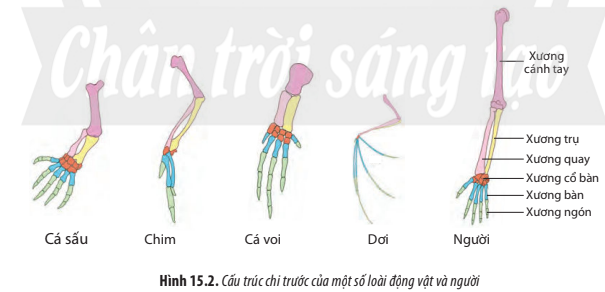 Chân trời sáng tạo
Xương
cánh tay
Xương trụ
Xương quay
Xương cổ bàn
Xương bàn
Xương ngón
Cá sấu
Chim
Cá voi
Dơi
Người
Hình 15.2. Cấu trúc chi trước của một số loài động vật và người